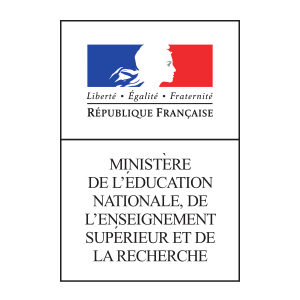 Liberté • Égalité • Fraternité
RÉPUBLIQUE FRANÇAISE
MINISTÈRE
DE L'ÉDUCATION
NATIONALE, DE
L'ENSEIGNEMENT
SUPÉRIEUR ET DE
LA RECHERCHE